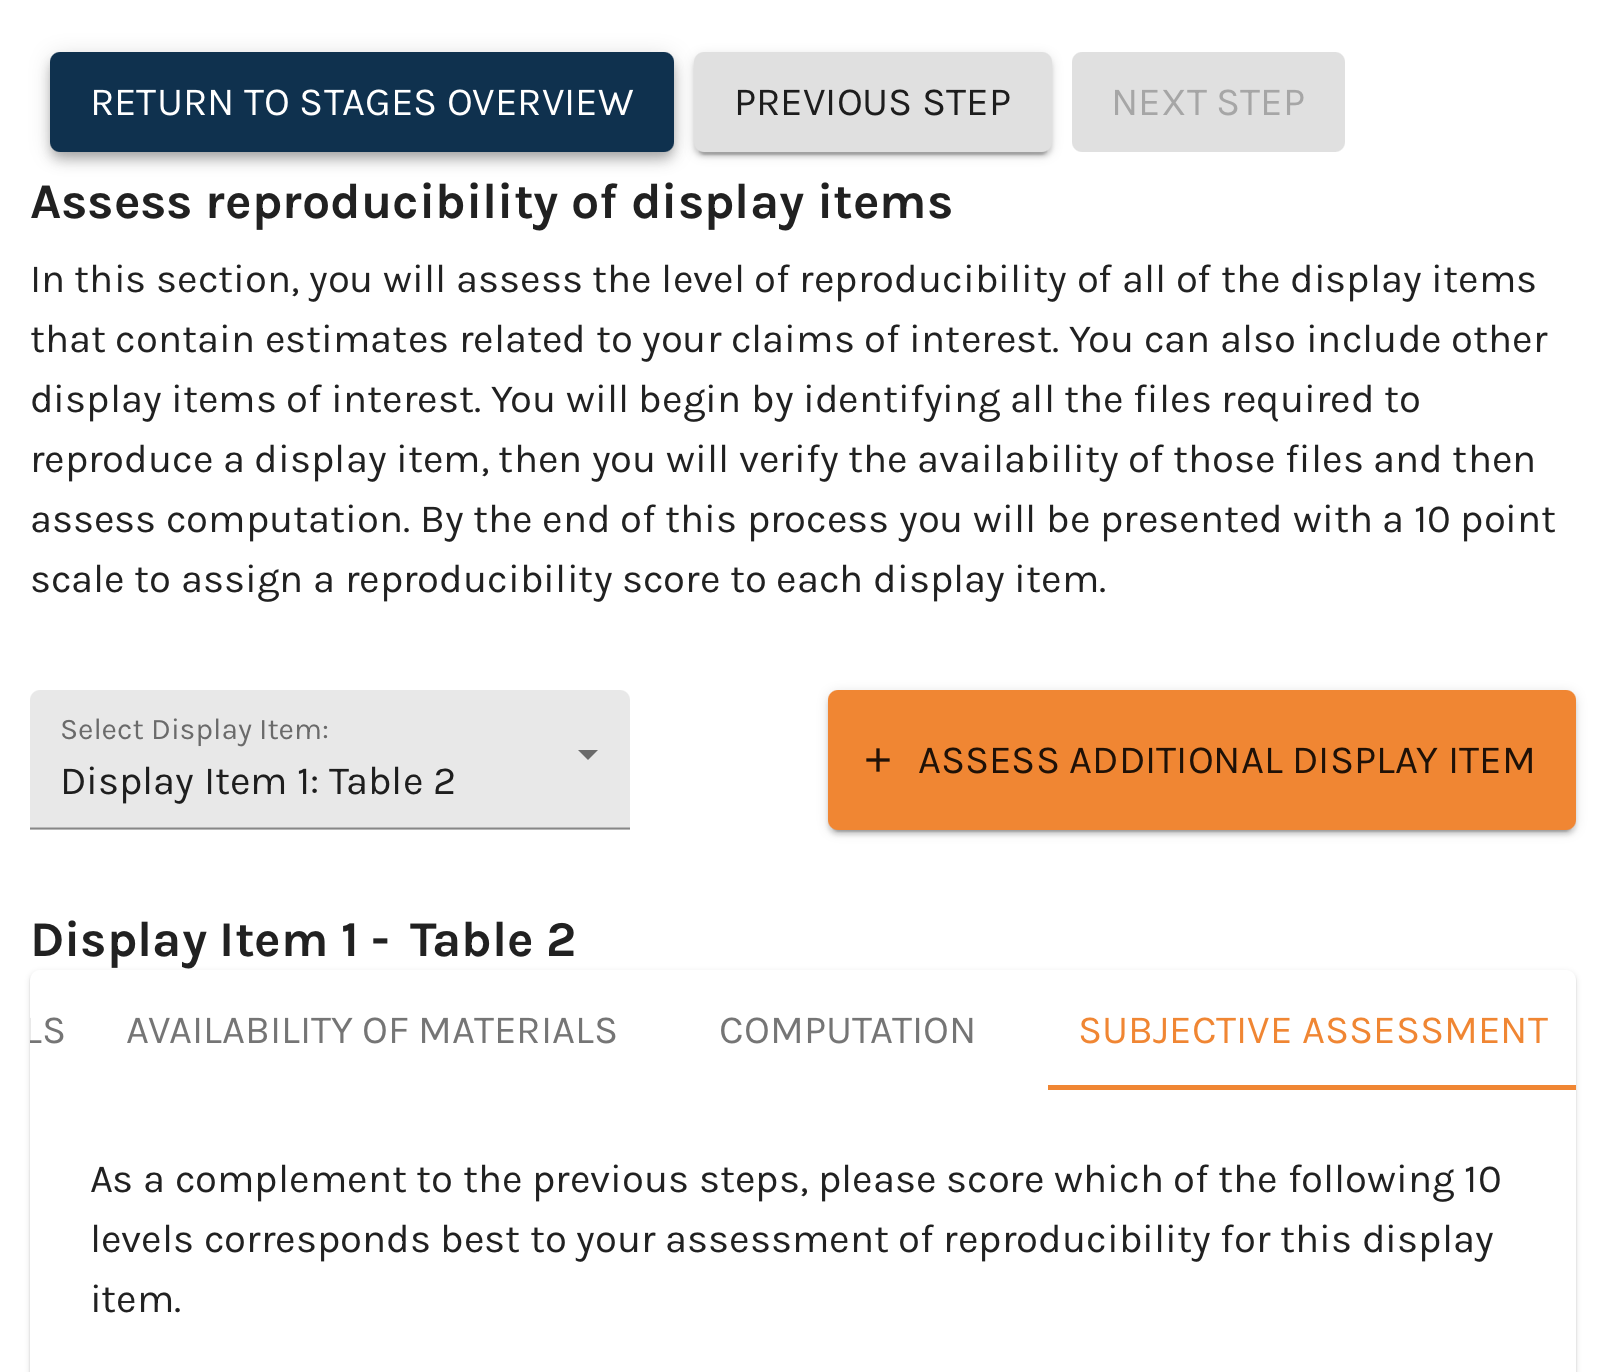 RETURN TO STAGES OVERVIEW PREVIOUS STEP NEXT STEP
Assess reproducibility of display items
In this section, you will assess the level of reproducibility of all of the display items
that contain estimates related to your claims of interest. You can also include other
display items of interest. You will begin by identifying all the files required to
reproduce a display item, then you will verify the availability of those files and then
assess computation. By the end of this process you will be presented with a 10 point
scale to assign a reproducibility score to each display item.
Select Display Item:
Display Item 1: Table 2
+ ASSESS ADDITIONAL DISPLAY ITEM
Display Item 1 - Table 2
LS AVAILABILITY OF MATERIALS COMPUTATION SUBJECTIVE ASSESSMENT
As a complement to the previous steps, please score which of the following 10
levels corresponds best to your assessment of reproducibility for this display
item.